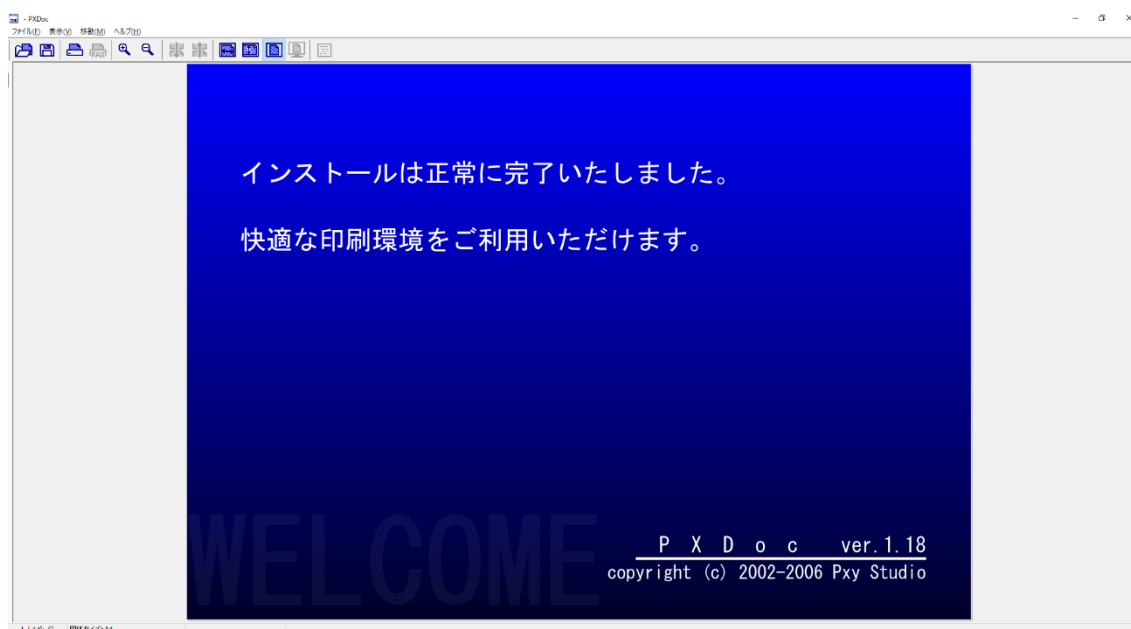 - PXDoc
ファイル(F) 表示(V) 移動(M) ヘルプ(H)
FAX
インストールは正常に完了いたしました。
快適な印刷環境をご利用いただけます。
WELCOME
PXDoc ver.1.18
copyright (c) 2002-2006 Pxy Studio